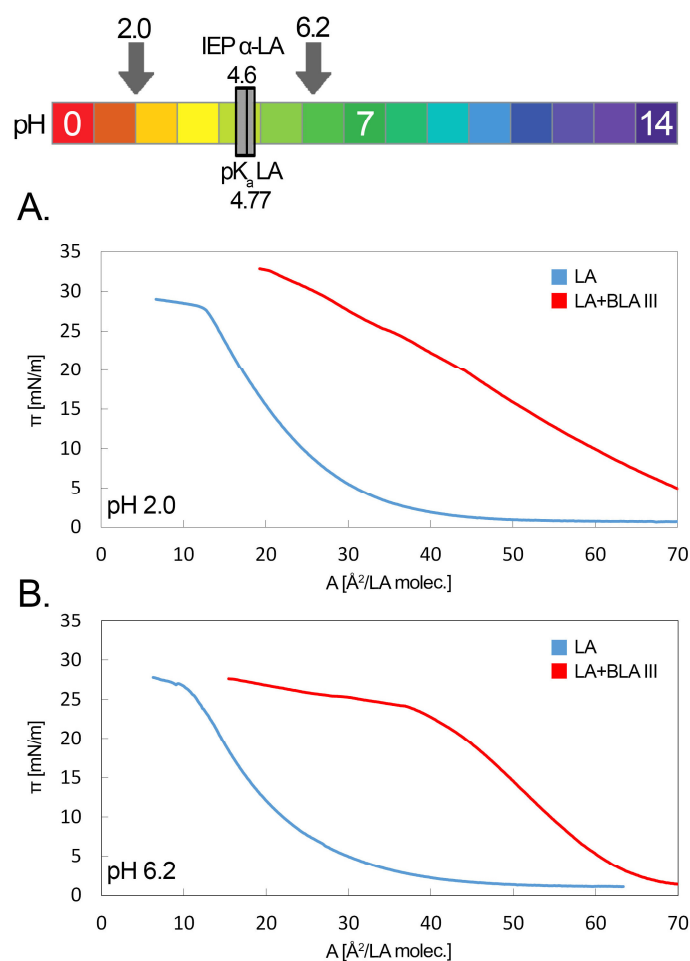 2.0 6.2
IEP α-LA
4.6
pH 0 7 14
pKₐ LA
4.77
A.
35
30
25
20
15
10
5
0
π [mN/m]
LA
LA+BLA III
pH 2.0
0 10 20 30 40 50 60 70
A [Å²/LA molec.]
B.
35
30
25
20
15
10
5
0
π [mN/m]
LA
LA+BLA III
pH 6.2
0 10 20 30 40 50 60 70
A [Å²/LA molec.]